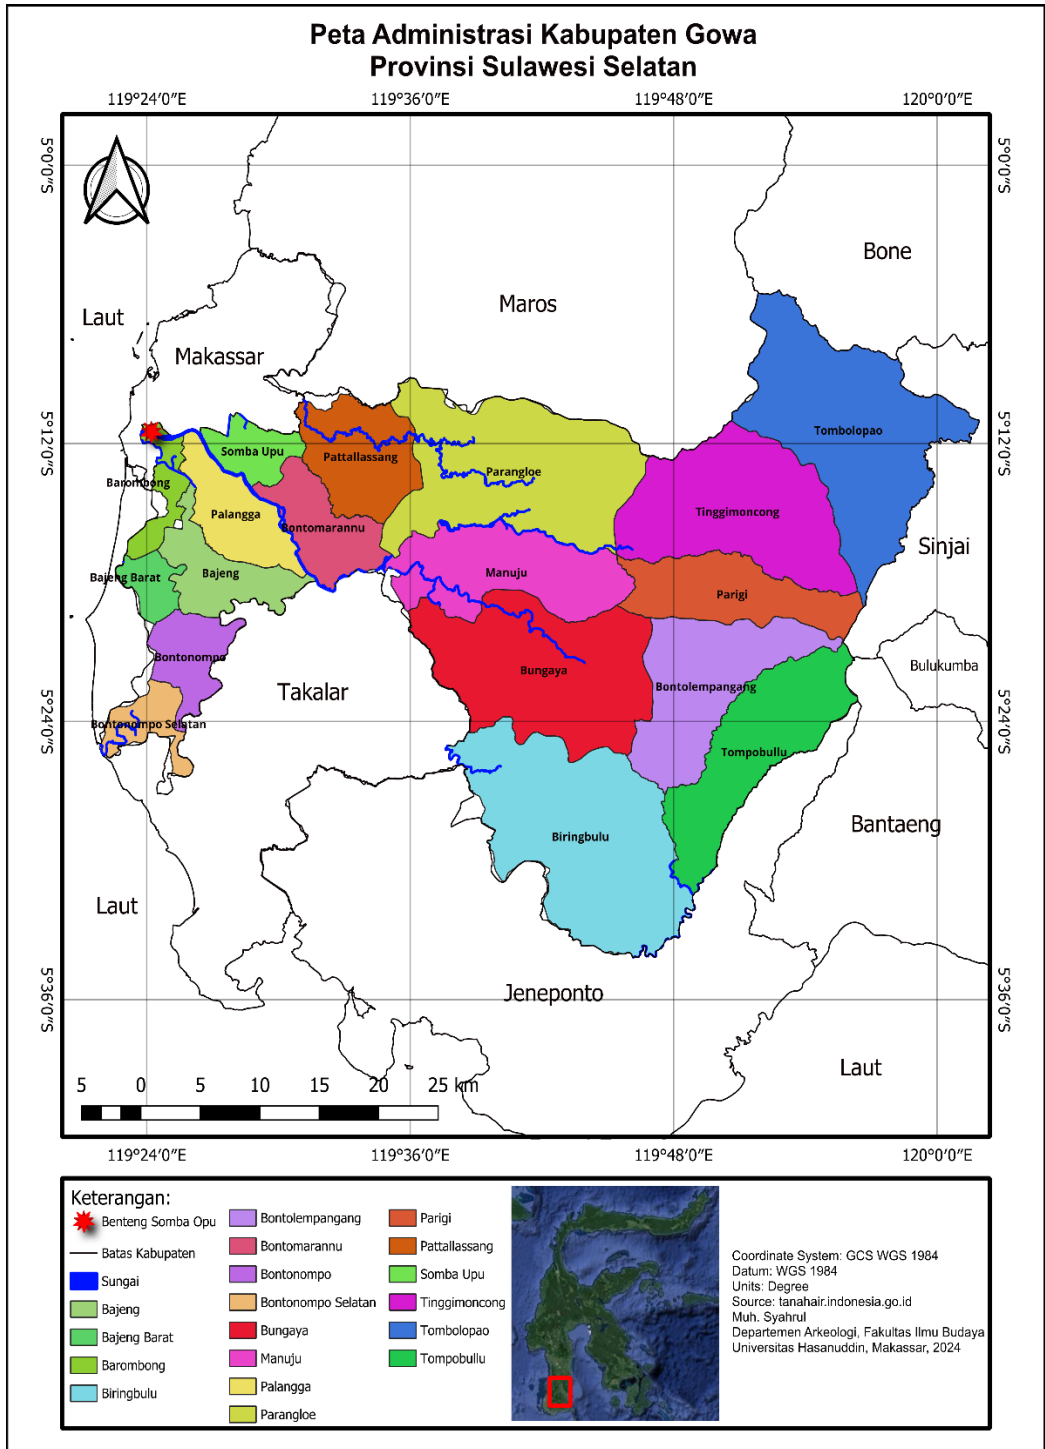 Peta Administrasi Kabupaten Gowa
Provinsi Sulawesi Selatan
119°24′0″E
119°36′0″E
119°48′0″E
120°0′0″E
5°0′0″S
5°0′0″S
Bone
Maros
Laut
Makassar
Tombolopao
5°12′0″S
5°12′0″S
Somba Upu
Pattallassang
Parangloe
Barombong
Palangga
Bontomarannu
Tinggimoncong
Sinjai
Bajeng Barat
Bajeng
Manuju
Parigi
Bontonompo
Bungaya
Bulukumba
Takalar
Bontolempangang
5°24′0″S
5°24′0″S
Bontonompo Selatan
Tompobullu
Biringbulu
Bantaeng
Laut
Jeneponto
5°36′0″S
5°36′0″S
Laut
5 0 5 10 15 20 25 km
119°24′0″E
119°36′0″E
119°48′0″E
120°0′0″E
Keterangan:
Benteng Somba Opu
Batas Kabupaten
Sungai
Bajeng
Bajeng Barat
Barombong
Biringbulu
Bontolempangang
Bontomarannu
Bontonompo
Bontonompo Selatan
Bungaya
Manuju
Palangga
Parangloe
Parigi
Pattallassang
Somba Upu
Tinggimoncong
Tombolopao
Tompobullu
Coordinate System: GCS WGS 1984
Datum: WGS 1984
Units: Degree
Source: tanahair.indonesia.go.id
Muh. Syahrul
Departemen Arkeologi, Fakultas Ilmu Budaya
Universitas Hasanuddin, Makassar, 2024